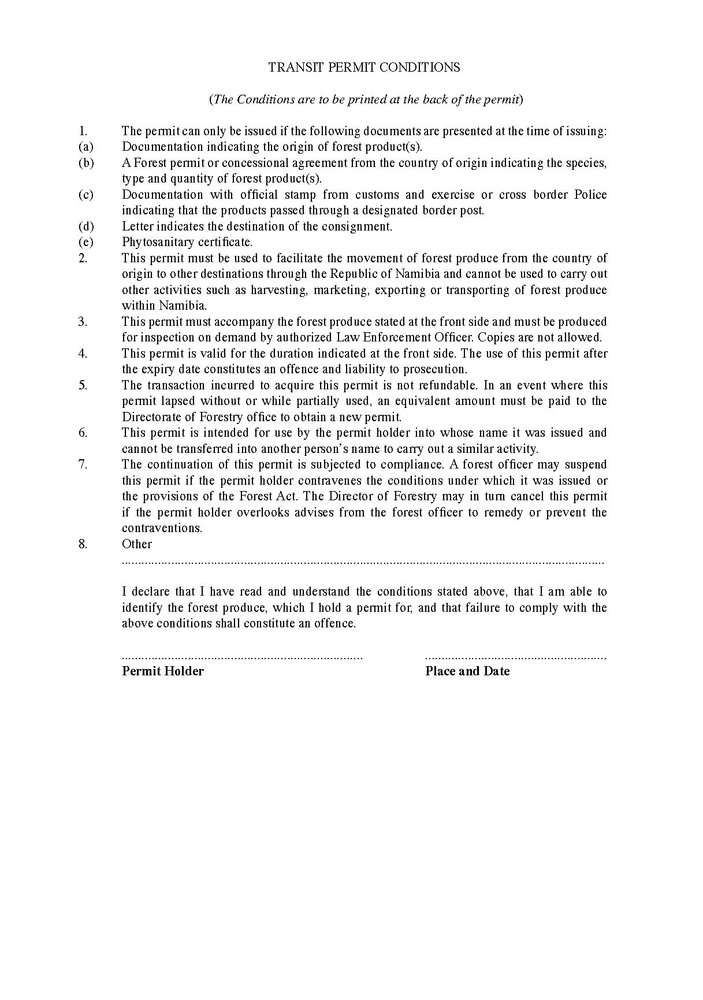 TRANSIT PERMIT CONDITIONS
(The Conditions are to be printed at the back of the permit)
1. The permit can only be issued if the following documents are presented at the time of issuing:
(a) Documentation indicating the origin of forest product(s).
(b) A Forest permit or concessional agreement from the country of origin indicating the species,
type and quantity of forest product(s).
(c) Documentation with official stamp from customs and exercise or cross border Police
indicating that the products passed through a designated border post.
(d) Letter indicates the destination of the consignment.
(e) Phytosanitary certificate.
2. This permit must be used to facilitate the movement of forest produce from the country of
origin to other destinations through the Republic of Namibia and cannot be used to carry out
other activities such as harvesting, marketing, exporting or transporting of forest produce
within Namibia.
3. This permit must accompany the forest produce stated at the front side and must be produced
for inspection on demand by authorized Law Enforcement Officer. Copies are not allowed.
4. This permit is valid for the duration indicated at the front side. The use of this permit after
the expiry date constitutes an offence and liability to prosecution.
5. The transaction incurred to acquire this permit is not refundable. In an event where this
permit lapsed without or while partially used, an equivalent amount must be paid to the
Directorate of Forestry office to obtain a new permit.
6. This permit is intended for use by the permit holder into whose name it was issued and
cannot be transferred into another person’s name to carry out a similar activity.
7. The continuation of this permit is subjected to compliance. A forest officer may suspend
this permit if the permit holder contravenes the conditions under which it was issued or
the provisions of the Forest Act. The Director of Forestry may in turn cancel this permit
if the permit holder overlooks advises from the forest officer to remedy or prevent the
contraventions.
8. Other
..................................................................................................................................................
I declare that I have read and understand the conditions stated above, that I am able to
identify the forest produce, which I hold a permit for, and that failure to comply with the
above conditions shall constitute an offence.
......................................................................... .......................................................
Permit Holder Place and Date